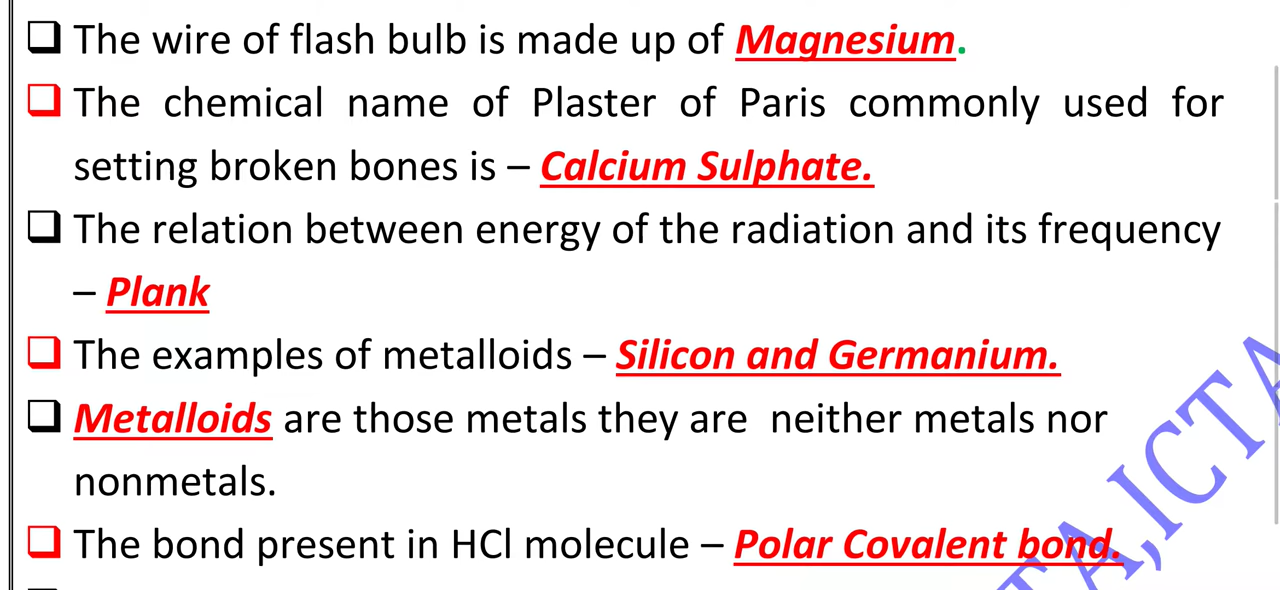 ❑ The wire of flash bulb is made up of Magnesium.
❑ The chemical name of Plaster of Paris commonly used for
setting broken bones is – Calcium Sulphate.
❑ The relation between energy of the radiation and its frequency
– Plank
❑ The examples of metalloids – Silicon and Germanium.
❑ Metalloids are those metals they are neither metals nor
nonmetals.
❑ The bond present in HCl molecule – Polar Covalent bond.
TA,ICTA